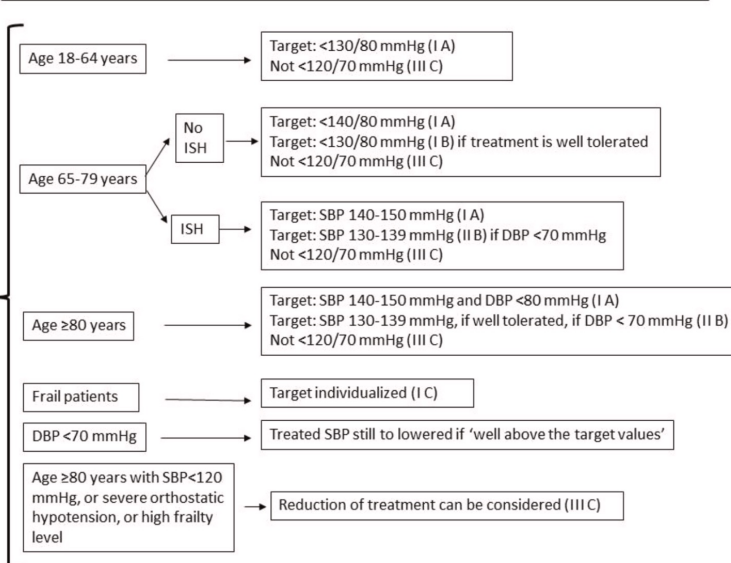 Age 18-64 years
Target: <130/80 mmHg (I A)
Not <120/70 mmHg (III C)
Age 65-79 years
No
ISH
Target: <140/80 mmHg (I A)
Target: <130/80 mmHg (I B) if treatment is well tolerated
Not <120/70 mmHg (III C)
ISH
Target: SBP 140-150 mmHg (I A)
Target: SBP 130-139 mmHg (II B) if DBP <70 mmHg
Not <120/70 mmHg (III C)
Age ≥80 years
Target: SBP 140-150 mmHg and DBP <80 mmHg (I A)
Target: SBP 130-139 mmHg, if well tolerated, if DBP < 70 mmHg (II B)
Not <120/70 mmHg (III C)
Frail patients
Target individualized (I C)
DBP <70 mmHg
Treated SBP still to lowered if ‘well above the target values’
Age ≥80 years with SBP<120
mmHg, or severe orthostatic
hypotension, or high frailty
level
Reduction of treatment can be considered (III C)